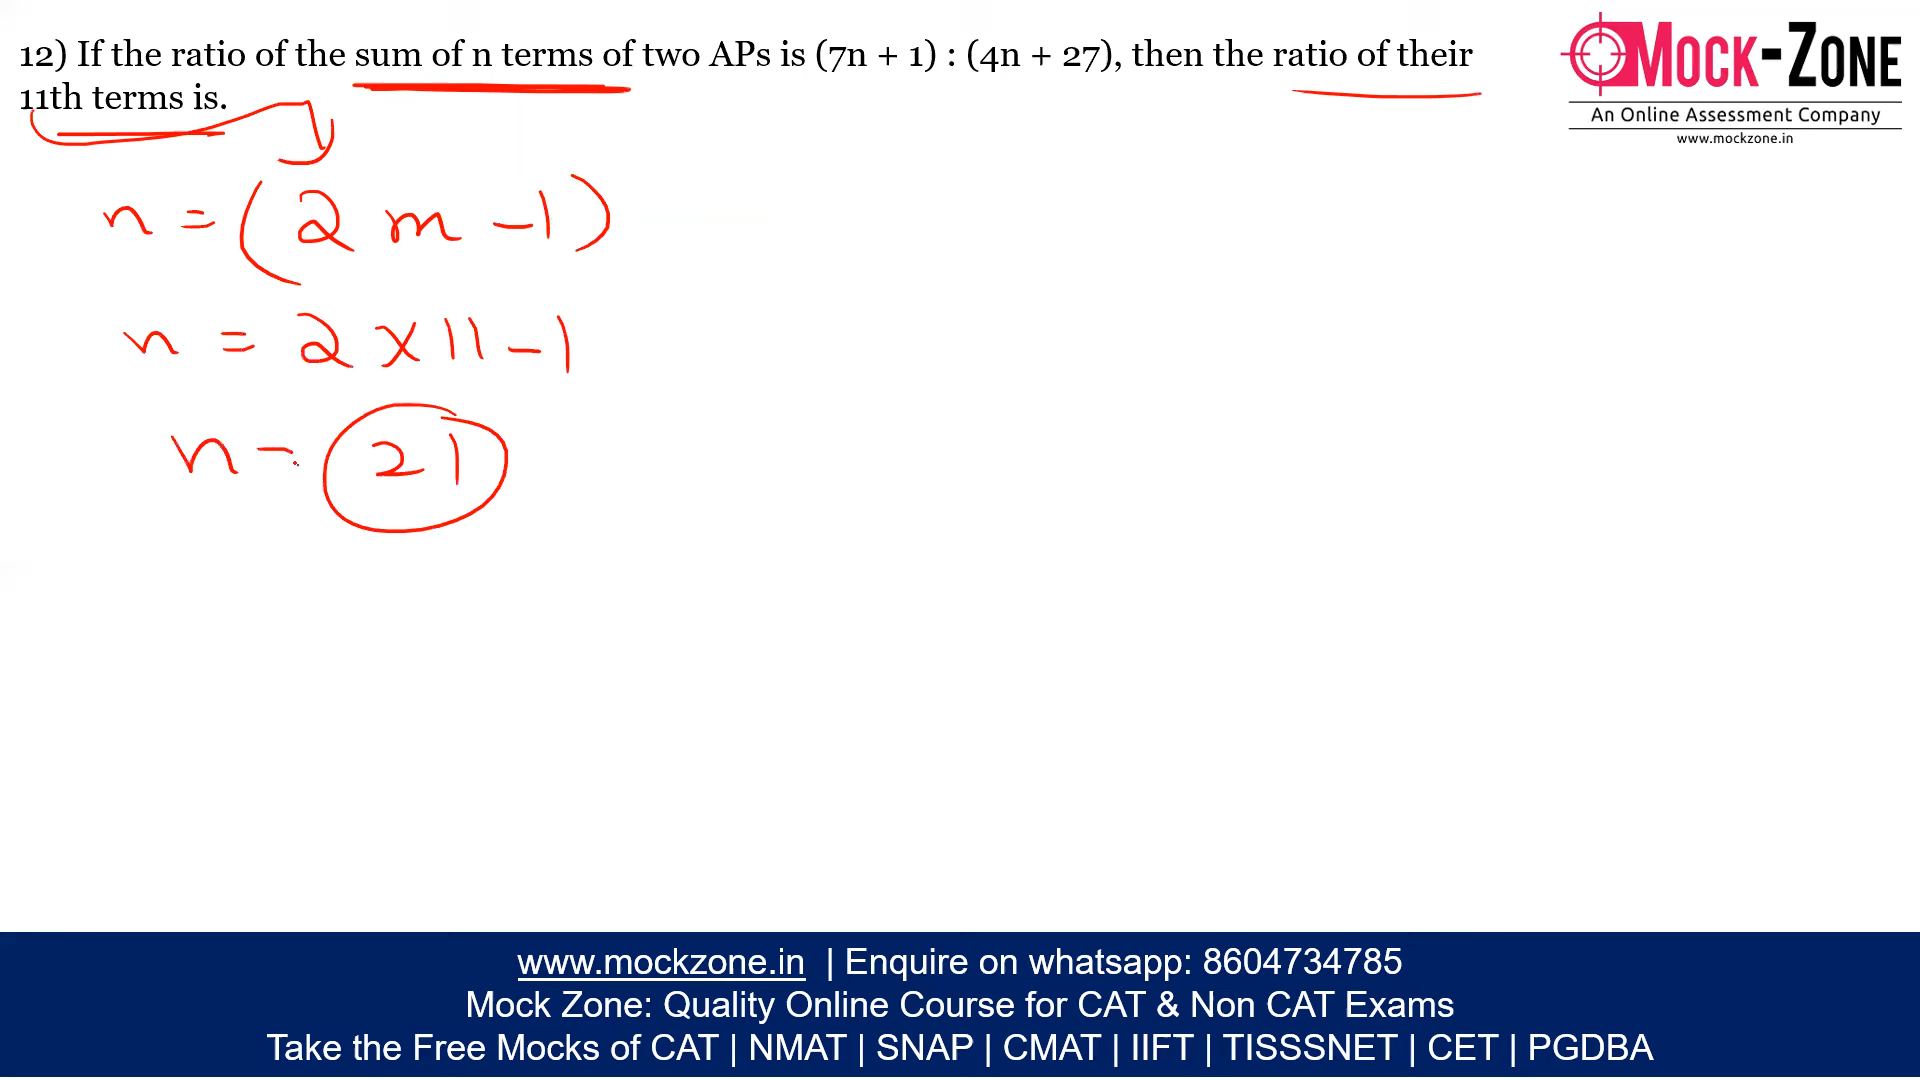 12) If the ratio of the sum of n terms of two APs is (7n + 1) : (4n + 27), then the ratio of their
11th terms is.
MOCK-ZONE
An Online Assessment Company
www.mockzone.in
n = (2 m - 1)
n = 2 × 11 - 1
n = 21
www.mockzone.in | Enquire on whatsapp: 8604734785
Mock Zone: Quality Online Course for CAT & Non CAT Exams
Take the Free Mocks of CAT | NMAT | SNAP | CMAT | IIFT | TISSSNET | CET | PGDBA